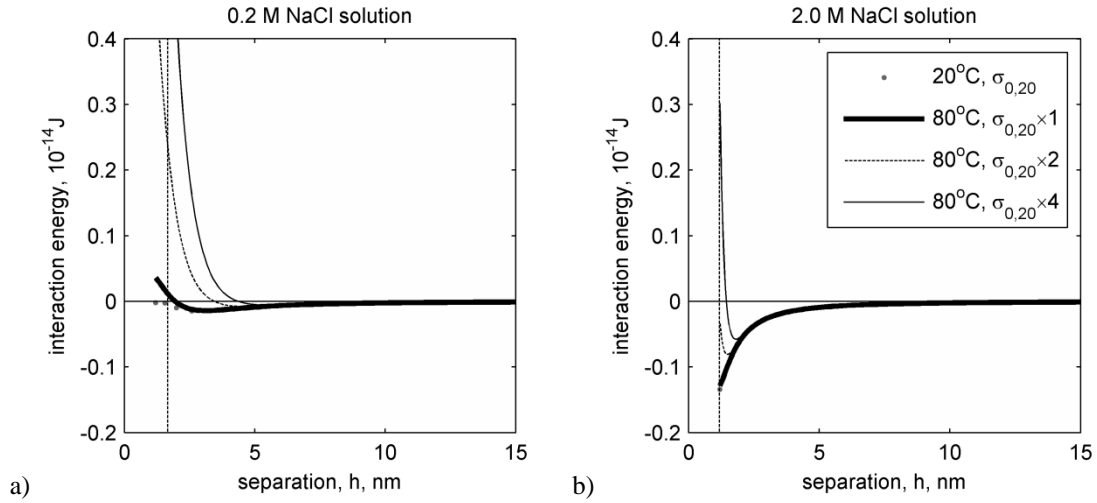 0.2 M NaCl solution
0.4
0.3
0.2
0.1
0
-0.1
-0.2
interaction energy, 10⁻¹⁴J
0 5 10 15
separation, h, nm
a)
2.0 M NaCl solution
0.4
0.3
0.2
0.1
0
-0.1
-0.2
interaction energy, 10⁻¹⁴J
20°C, σ₀,₂₀
80°C, σ₀,₂₀×1
80°C, σ₀,₂₀×2
80°C, σ₀,₂₀×4
0 5 10 15
separation, h, nm
b)